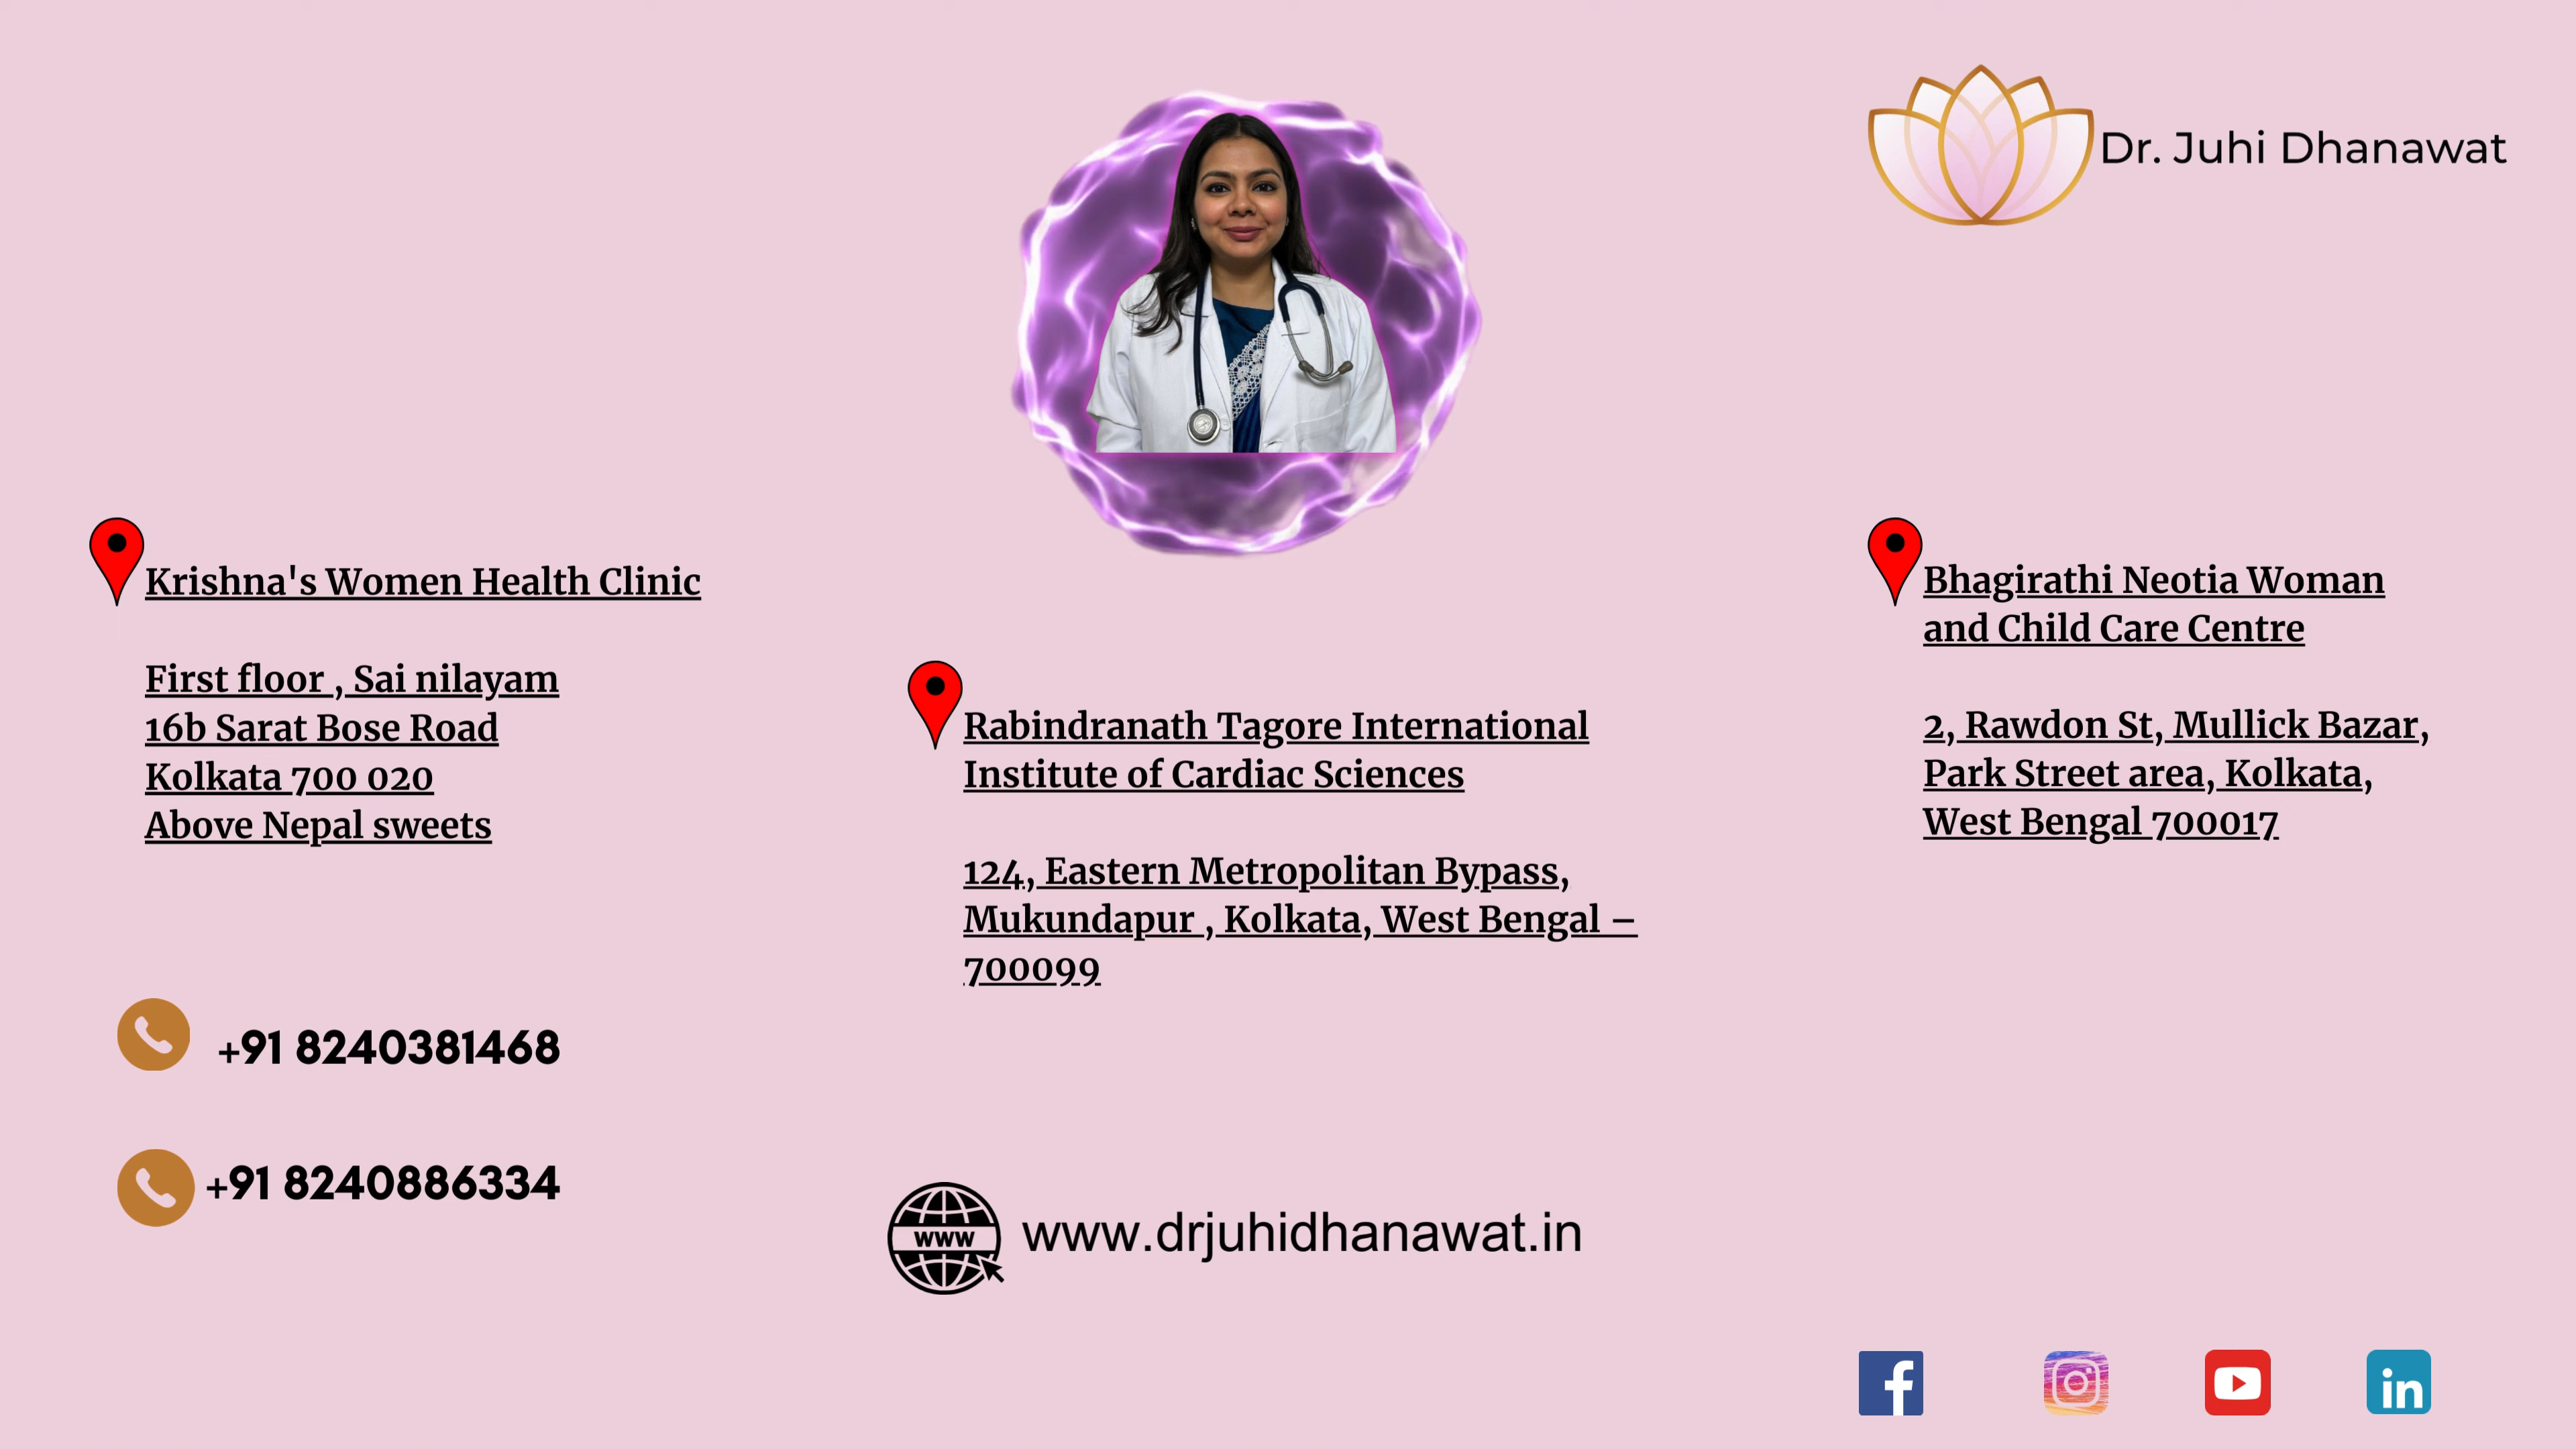 Dr. Juhi Dhanawat
Krishna's Women Health Clinic
First floor , Sai nilayam
16b Sarat Bose Road
Kolkata 700 020
Above Nepal sweets
+91 8240381468
+91 8240886334
Rabindranath Tagore International
Institute of Cardiac Sciences
124, Eastern Metropolitan Bypass,
Mukundapur , Kolkata, West Bengal –
700099
www
www.drjuhidhanawat.in
Bhagirathi Neotia Woman
and Child Care Centre
2, Rawdon St, Mullick Bazar,
Park Street area, Kolkata,
West Bengal 700017
f
in